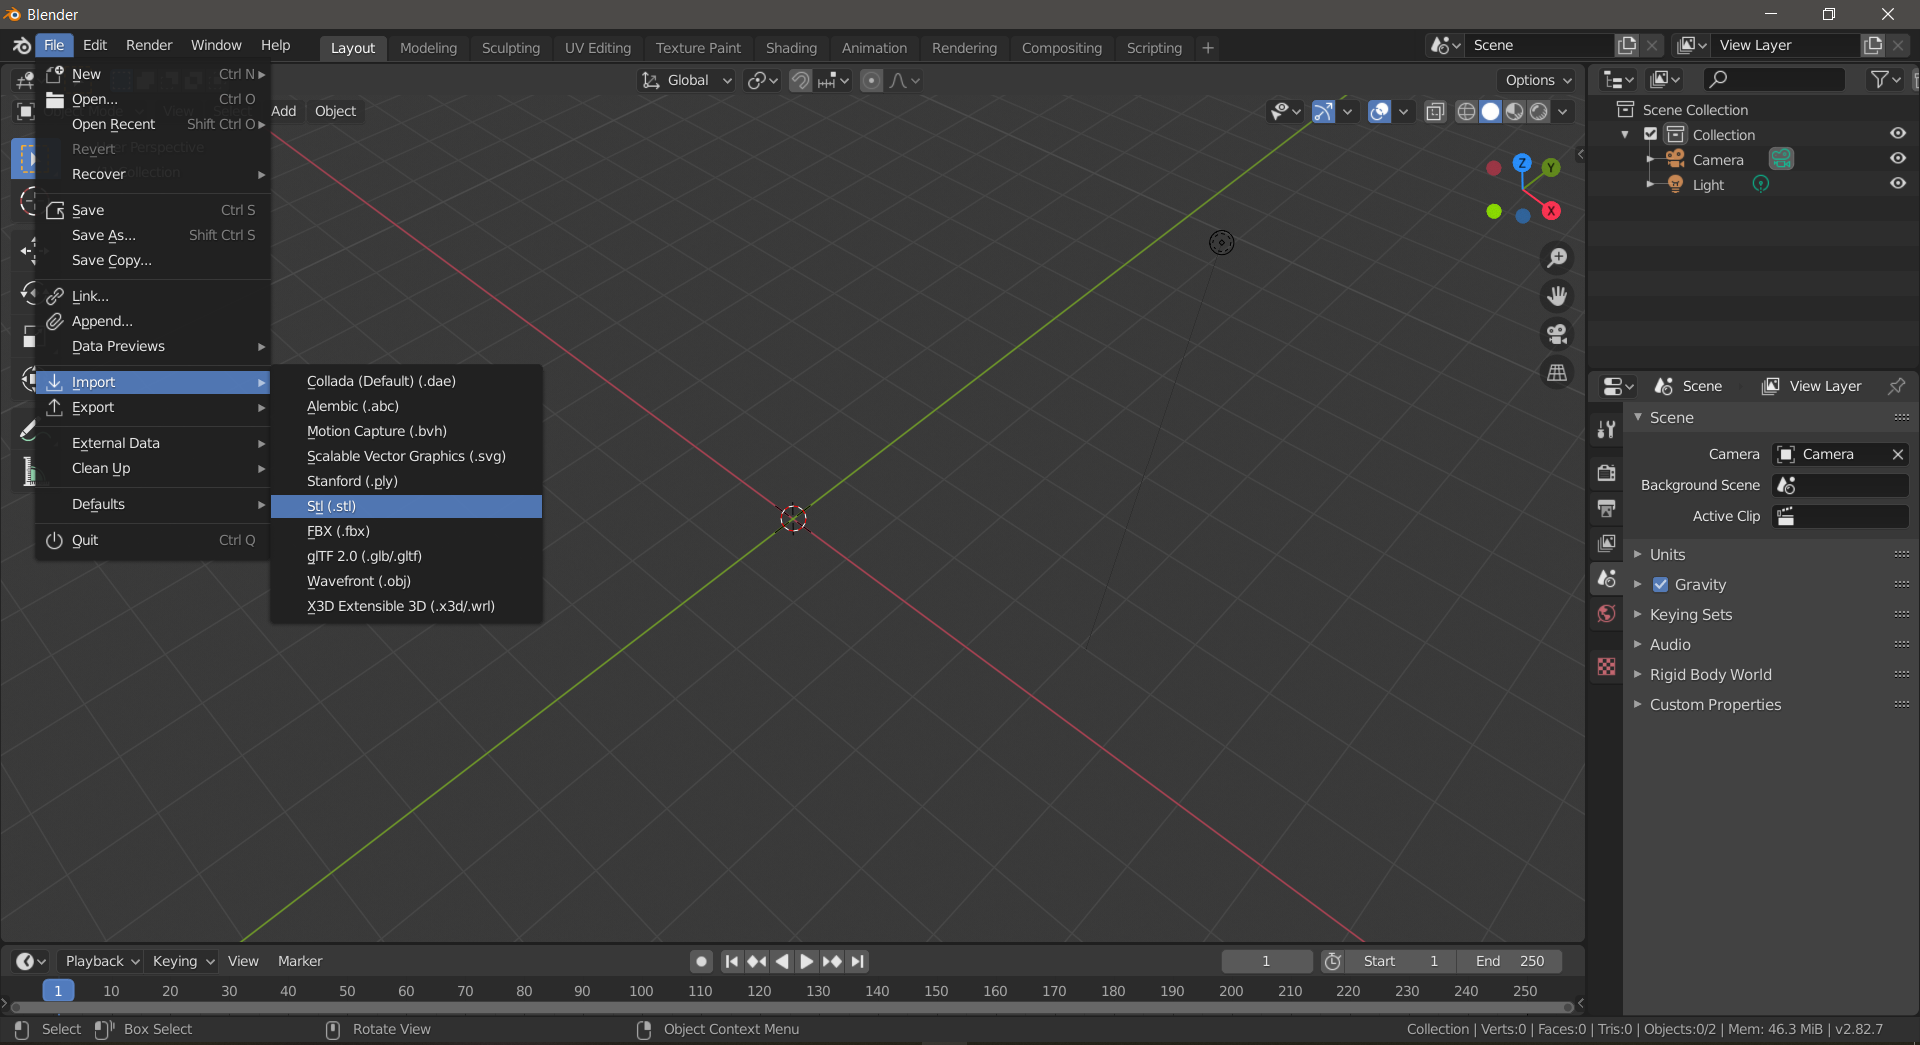 Blender
File Edit Render Window Help
Layout Modeling Sculpting UV Editing Texture Paint Shading Animation Rendering Compositing Scripting +
Scene
View Layer
Global
Options
Add Object
New Ctrl N
Open... Ctrl O
Open Recent Shift Ctrl O
Revert
Recover
Save Ctrl S
Save As... Shift Ctrl S
Save Copy...
Link...
Append...
Data Previews
Import
Export
External Data
Clean Up
Defaults
Quit Ctrl Q
Collada (Default) (.dae)
Alembic (.abc)
Motion Capture (.bvh)
Scalable Vector Graphics (.svg)
Stanford (.ply)
Stl (.stl)
FBX (.fbx)
glTF 2.0 (.glb/.gltf)
Wavefront (.obj)
X3D Extensible 3D (.x3d/.wrl)
Z
Y
X
Scene Collection
Collection
Camera
Light
Scene View Layer
Scene
Camera Camera
Background Scene
Active Clip
Units
Gravity
Keying Sets
Audio
Rigid Body World
Custom Properties
Playback Keying View Marker
1 Start 1 End 250
1 10 20 30 40 50 60 70 80 90 100 110 120 130 140 150 160 170 180 190 200 210 220 230 240 250
Select Box Select Rotate View Object Context Menu
Collection | Verts:0 | Faces:0 | Tris:0 | Objects:0/2 | Mem: 46.3 MiB | v2.82.7